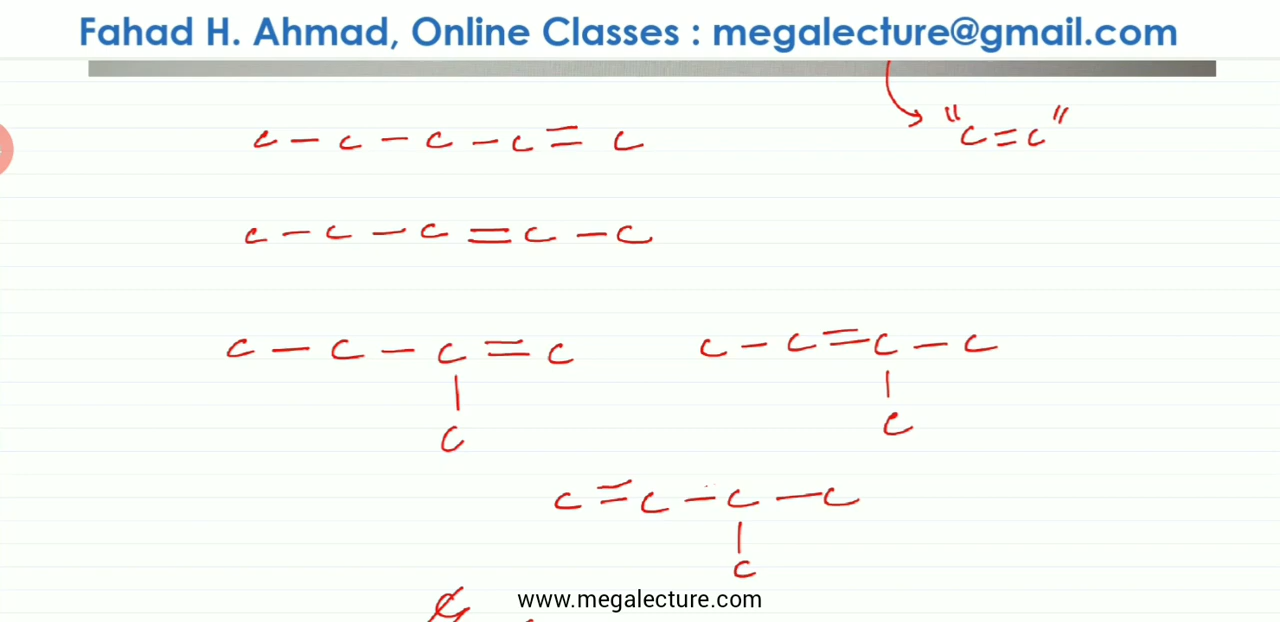 Fahad H. Ahmad, Online Classes : megalecture@gmail.com
"C=C"
C - C - C - C = C
C - C - C = C - C
C - C - C = C
|
C
C - C = C - C
|
C
C = C - C - C
|
C
www.megalecture.com